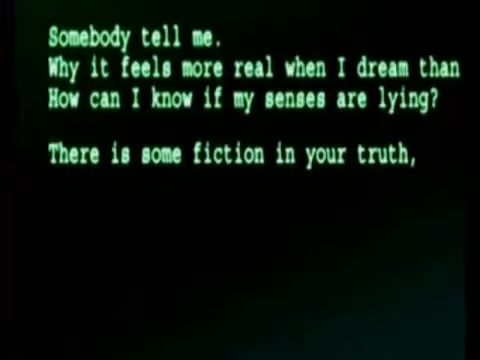 Somebody tell me.
Why it feels more real when I dream than
How can I know if my senses are lying?
There is some fiction in your truth,